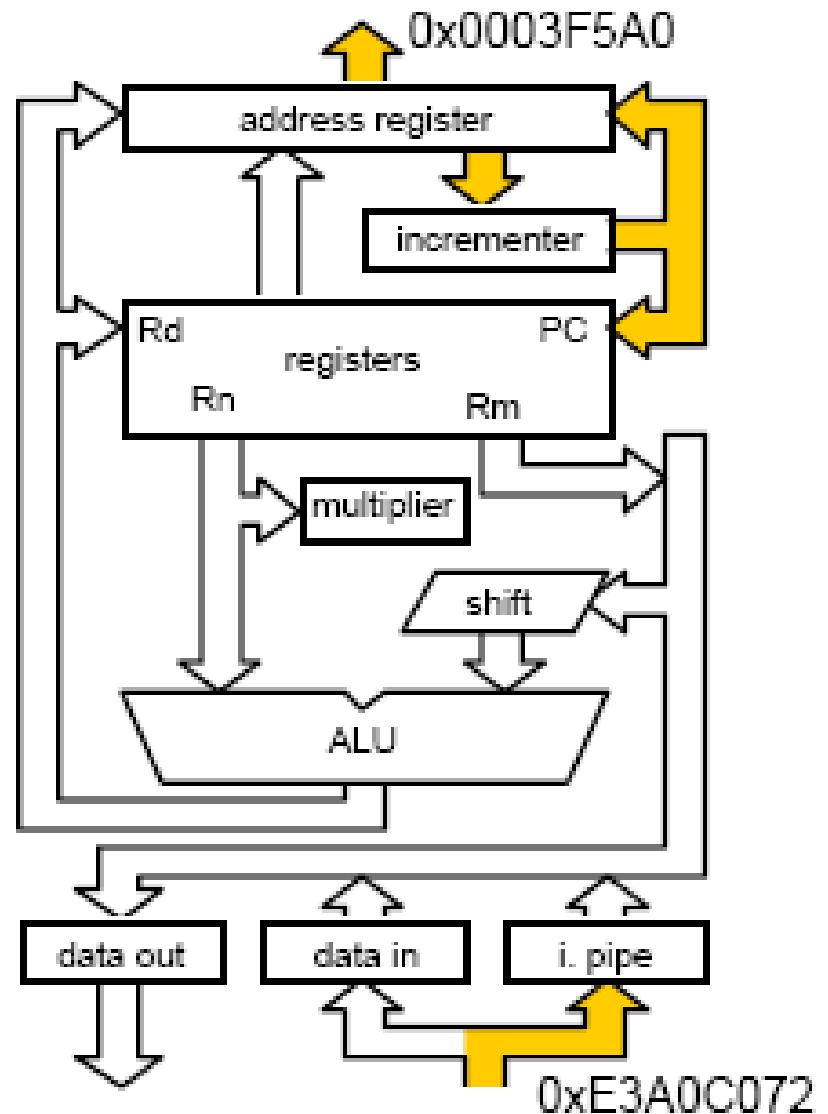 0x0003F5A0
address register
incrementer
Rd
PC
registers
Rn
Rm
multiplier
shift
ALU
data out
data in
i. pipe
0xE3A0C072